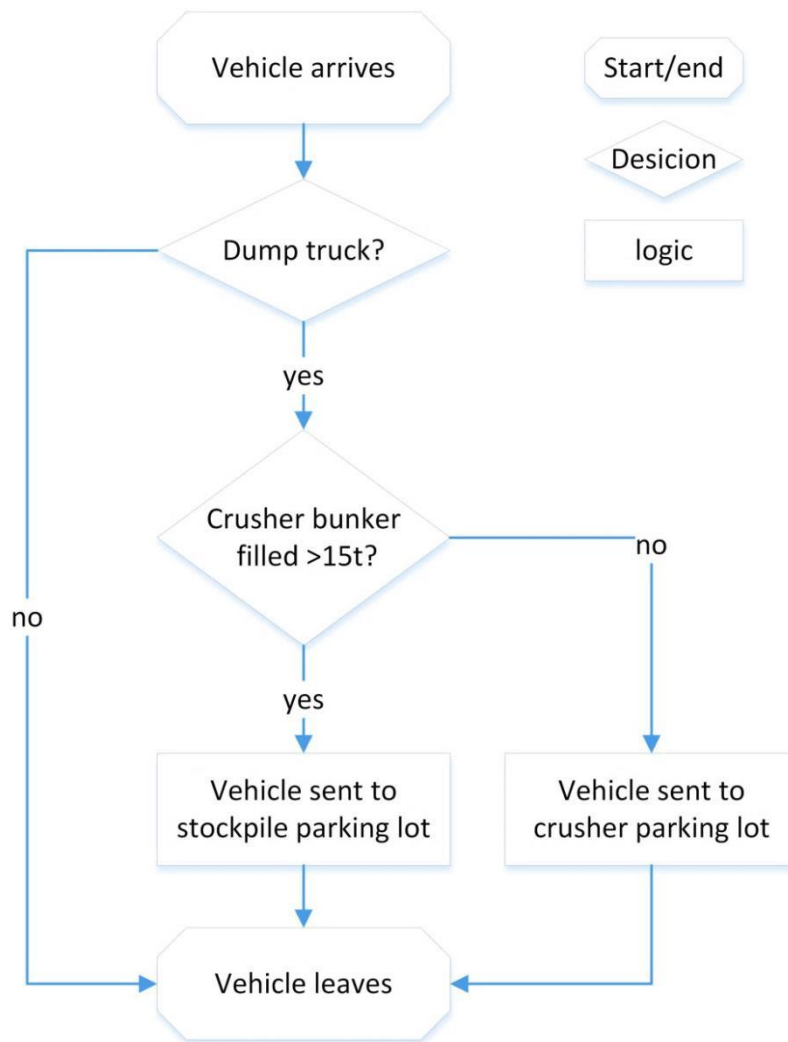 Vehicle arrives
Start/end
Desicion
Dump truck?
logic
yes
Crusher bunker
filled >15t?
no
no
yes
Vehicle sent to
stockpile parking lot
Vehicle sent to
crusher parking lot
Vehicle leaves